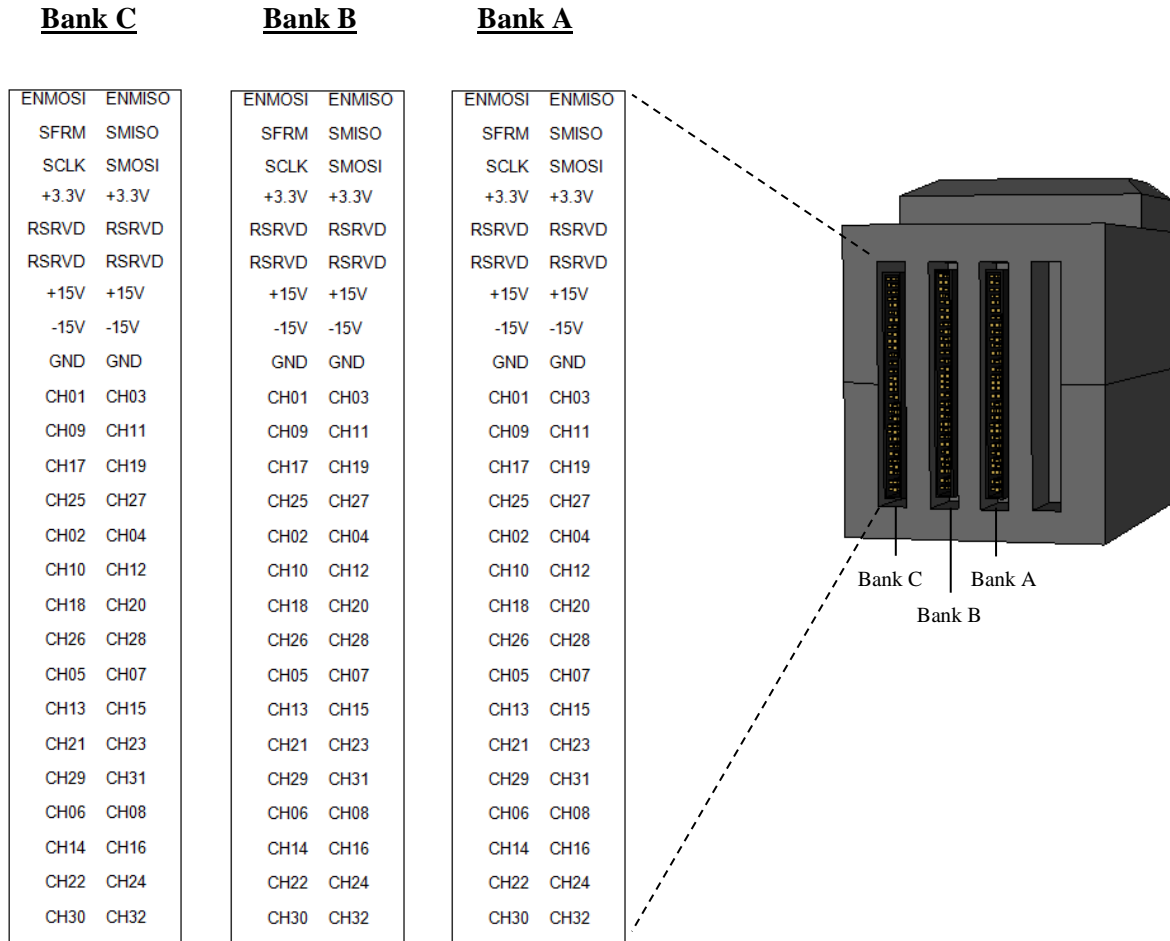 Bank C Bank B Bank A
ENMOSI ENMISO ENMOSI ENMISO ENMOSI ENMISO
SFRM SMISO SFRM SMISO SFRM SMISO
SCLK SMOSI SCLK SMOSI SCLK SMOSI
+3.3V +3.3V +3.3V +3.3V +3.3V +3.3V
RSRVD RSRVD RSRVD RSRVD RSRVD RSRVD
RSRVD RSRVD RSRVD RSRVD RSRVD RSRVD
+15V +15V +15V +15V +15V +15V
-15V -15V -15V -15V -15V -15V
GND GND GND GND GND GND
CH01 CH03 CH01 CH03 CH01 CH03
CH09 CH11 CH09 CH11 CH09 CH11
CH17 CH19 CH17 CH19 CH17 CH19
CH25 CH27 CH25 CH27 CH25 CH27
CH02 CH04 CH02 CH04 CH02 CH04
CH10 CH12 CH10 CH12 CH10 CH12
CH18 CH20 CH18 CH20 CH18 CH20
CH26 CH28 CH26 CH28 CH26 CH28
CH05 CH07 CH05 CH07 CH05 CH07
CH13 CH15 CH13 CH15 CH13 CH15
CH21 CH23 CH21 CH23 CH21 CH23
CH29 CH31 CH29 CH31 CH29 CH31
CH06 CH08 CH06 CH08 CH06 CH08
CH14 CH16 CH14 CH16 CH14 CH16
CH22 CH24 CH22 CH24 CH22 CH24
CH30 CH32 CH30 CH32 CH30 CH32
Bank C Bank A
Bank B